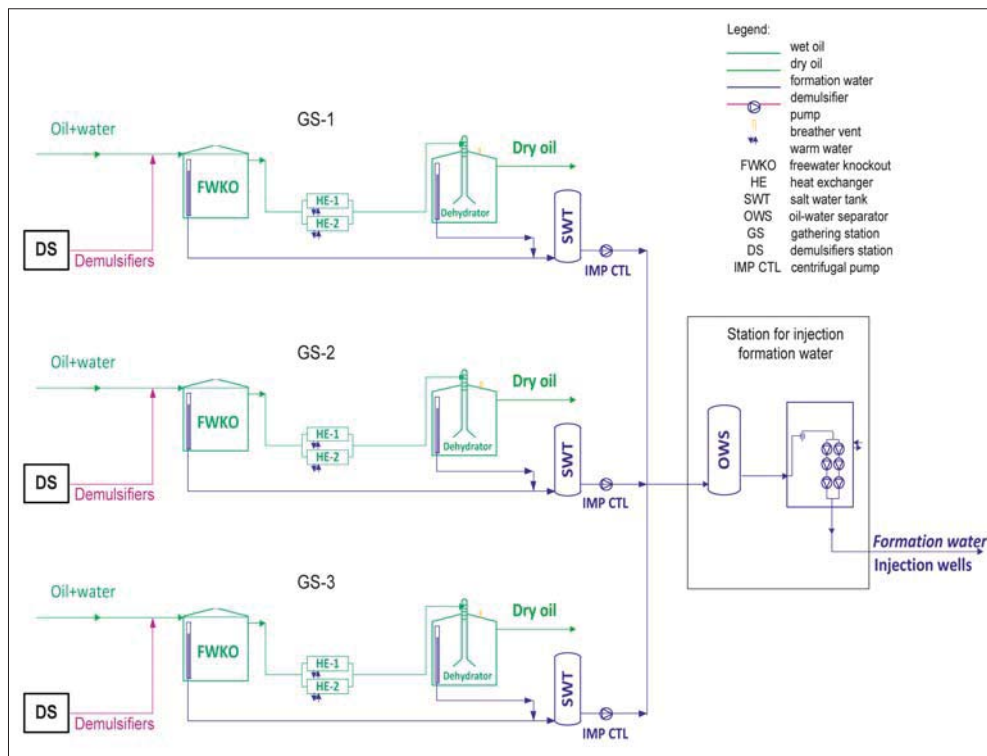 Legend:
wet oil
dry oil
formation water
demulsifier
pump
breather vent
warm water
FWKO freewater knockout
HE heat exchanger
SWT salt water tank
OWS oil-water separator
GS gathering station
DS demulsifiers station
IMP CTL centrifugal pump
GS-1
Oil+water
FWKO
HE-1
HE-2
Dehydrator
Dry oil
SWT
IMP CTL
DS
Demulsifiers
GS-2
Oil+water
FWKO
HE-1
HE-2
Dehydrator
Dry oil
SWT
IMP CTL
DS
Demulsifiers
GS-3
Oil+water
FWKO
HE-1
HE-2
Dehydrator
Dry oil
SWT
IMP CTL
DS
Demulsifiers
Station for injection
formation water
OWS
Formation water
Injection wells